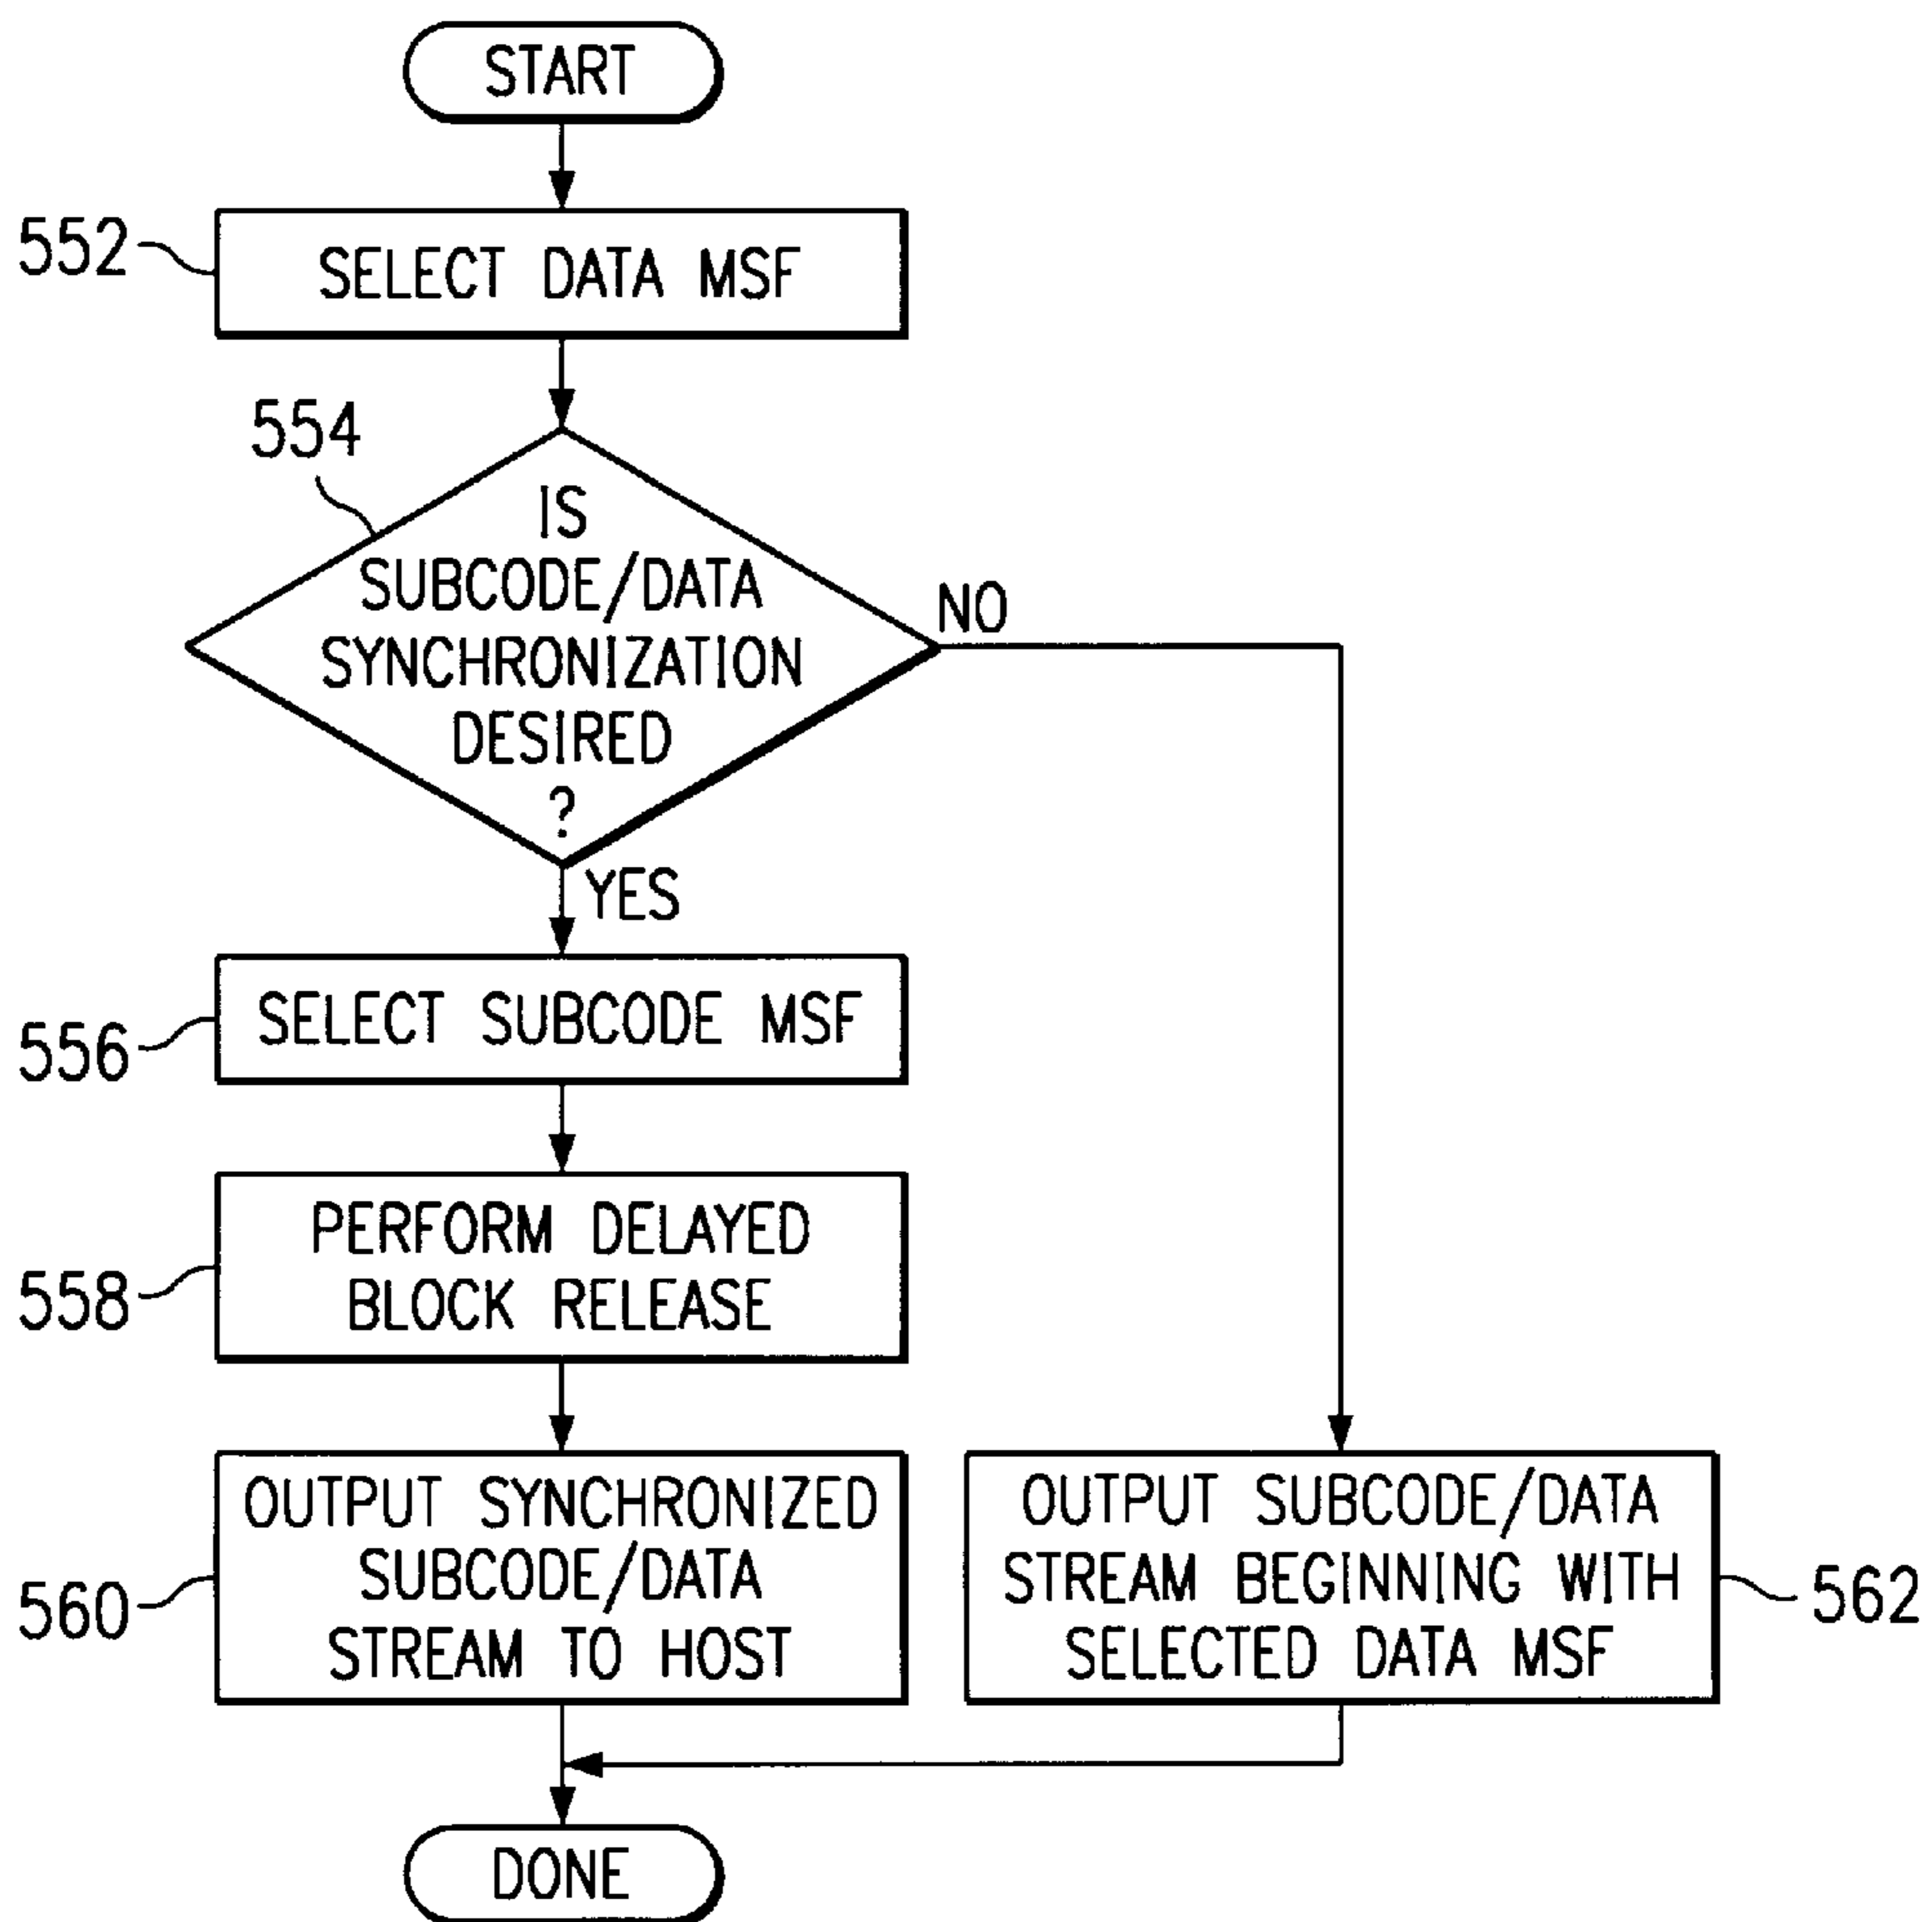 START
552
SELECT DATA MSF
554
IS
SUBCODE/DATA
SYNCHRONIZATION
DESIRED
?
NO
YES
556
SELECT SUBCODE MSF
558
PERFORM DELAYED
BLOCK RELEASE
560
OUTPUT SYNCHRONIZED
SUBCODE/DATA
STREAM TO HOST
OUTPUT SUBCODE/DATA
STREAM BEGINNING WITH
SELECTED DATA MSF
562
DONE